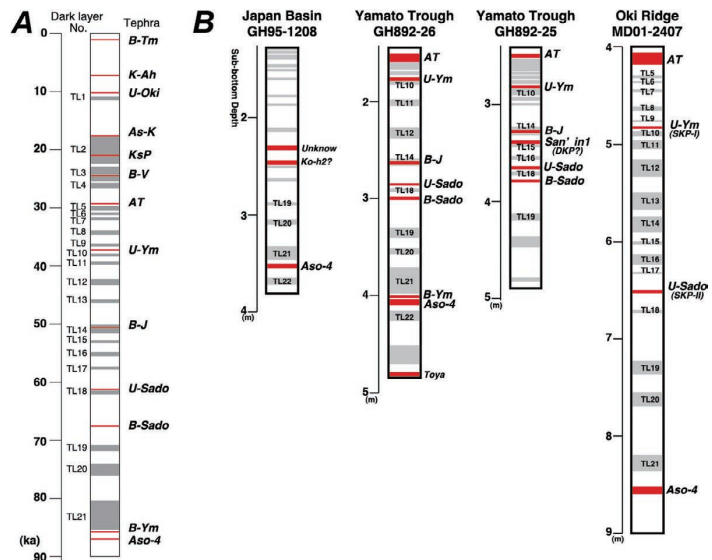 A
Dark layer
No.
Tephra
0
10
20
30
40
50
60
70
80
(ka)
90
TL1
TL2
TL3
TL4
TL5
TL6
TL7
TL8
TL9
TL10
TL11
TL12
TL13
TL14
TL15
TL16
TL17
TL18
TL19
TL20
TL21
B-Tm
K-Ah
U-Oki
As-K
KsP
B-V
AT
U-Ym
B-J
U-Sado
B-Sado
B-Ym
Aso-4
B
Japan Basin
GH95-1208
Sub-bottom Depth
2
3
4
(m)
TL19
TL20
TL21
TL22
Unknow
Ko-h2?
Aso-4
Yamato Trough
GH892-26
2
3
4
5
(m)
TL10
TL11
TL12
TL14
TL18
TL19
TL20
TL21
TL22
AT
U-Ym
B-J
U-Sado
B-Sado
B-Ym
Aso-4
Toya
Yamato Trough
GH892-25
3
4
5
(m)
TL10
TL14
TL15
TL16
TL18
TL19
AT
U-Ym
B-J
San' in1
(DKP?)
U-Sado
B-Sado
Oki Ridge
MD01-2407
4
5
6
7
8
9
(m)
TL5
TL6
TL7
TL8
TL9
TL10
TL11
TL12
TL13
TL14
TL15
TL16
TL17
TL18
TL19
TL20
TL21
AT
U-Ym
(SKP-I)
U-Sado
(SKP-II)
Aso-4